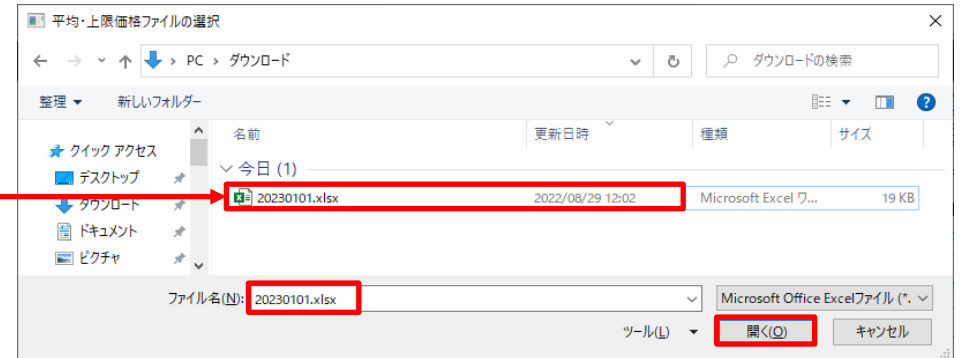 平均・上限価格ファイルの選択
PC › ダウンロード
ダウンロードの検索
整理
新しいフォルダー
名前 更新日時 種類 サイズ
クイック アクセス
今日 (1)
デスクトップ
20230101.xlsx 2022/08/29 12:02 Microsoft Excel ワ... 19 KB
ダウンロード
ドキュメント
ピクチャ
ファイル名(N): 20230101.xlsx Microsoft Office Excelファイル (*.
ツール(L) 開く(O) キャンセル